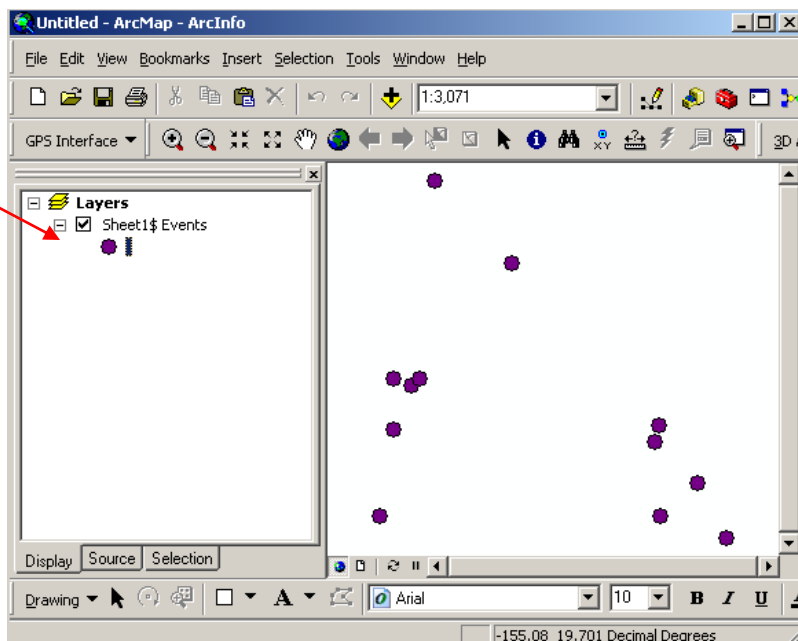 Untitled - ArcMap - ArcInfo
File Edit View Bookmarks Insert Selection Tools Window Help
1:3,071
GPS Interface XY 3D
Layers
Sheet1$ Events
Display Source Selection
Drawing A Arial 10 B I U A
-155.08 19.701 Decimal Degrees